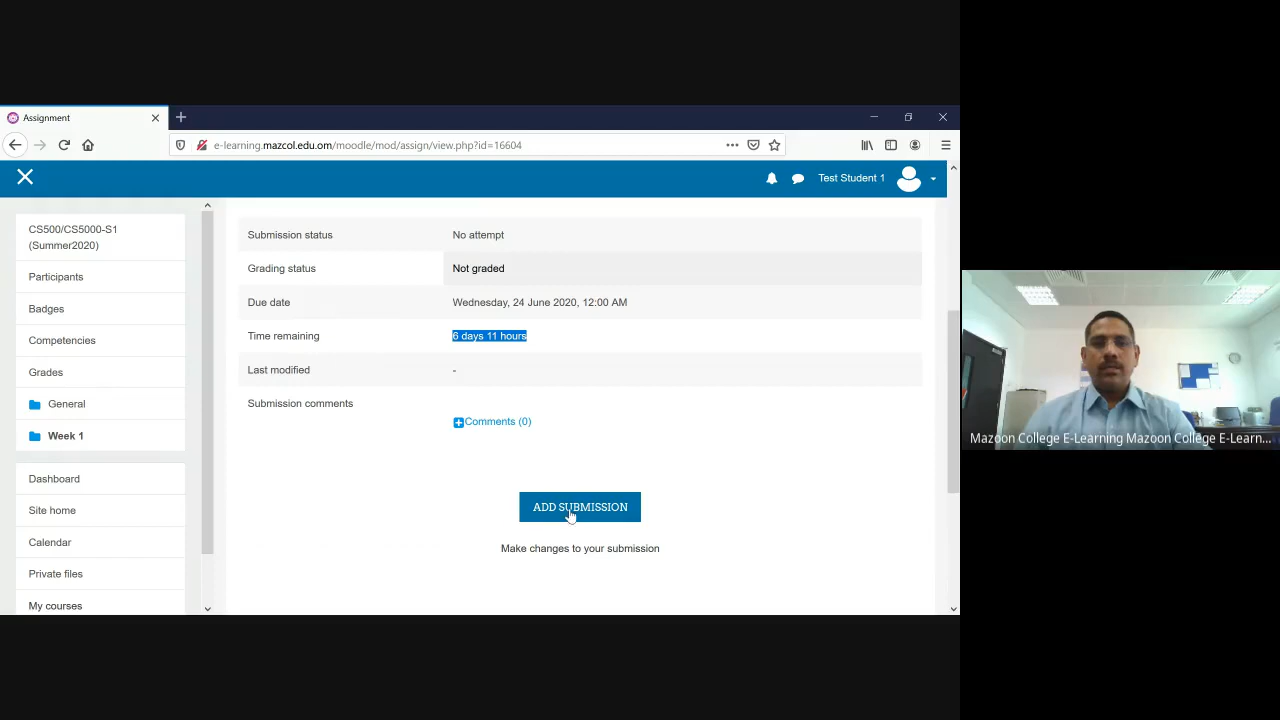 Assignment
e-learning.mazcol.edu.om/moodle/mod/assign/view.php?id=16604
Test Student 1
CS500/CS5000-S1
(Summer2020)
Participants
Badges
Competencies
Grades
General
Week 1
Dashboard
Site home
Calendar
Private files
My courses
Submission status No attempt
Grading status Not graded
Due date Wednesday, 24 June 2020, 12:00 AM
Time remaining 6 days 11 hours
Last modified -
Submission comments
Comments (0)
ADD SUBMISSION
Make changes to your submission
Mazoon College E-Learning Mazoon College E-Learn...